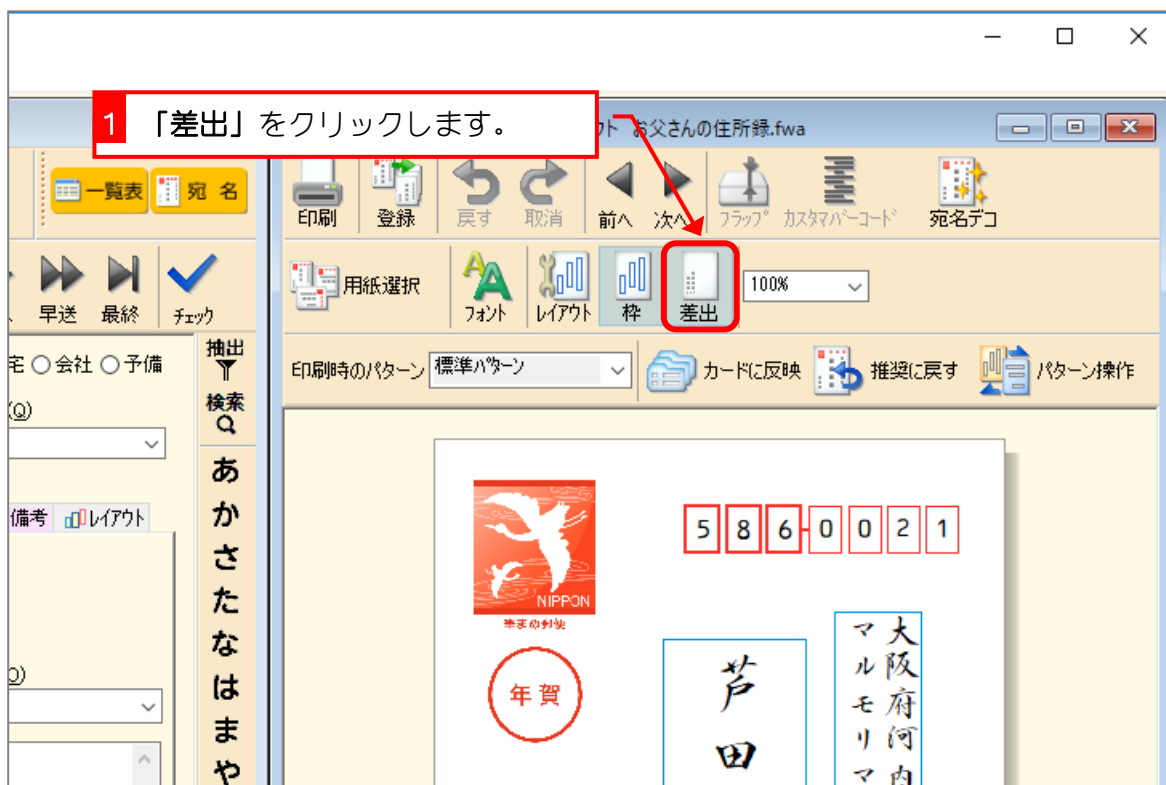 1 「差出」をクリックします。
ウト お父さんの住所録.fwa
一覧表 宛 名
印刷 登録 戻す 取消 前へ 次へ フラップ カスタマバーコード 宛名デコ
早送 最終 チェック
用紙選択 フォント レイアウト 枠 差出 100%
宅 会社 予備
抽出
検索
印刷時のパターン 標準パターン カードに反映 推奨に戻す パターン操作
(Q)
備考 レイアウト
O)
あ
か
さ
た
な
は
ま
や
NIPPON
筆まめ郵便
年賀
5 8 6 0 0 2 1
大阪府河内
マルモリマ
芦田